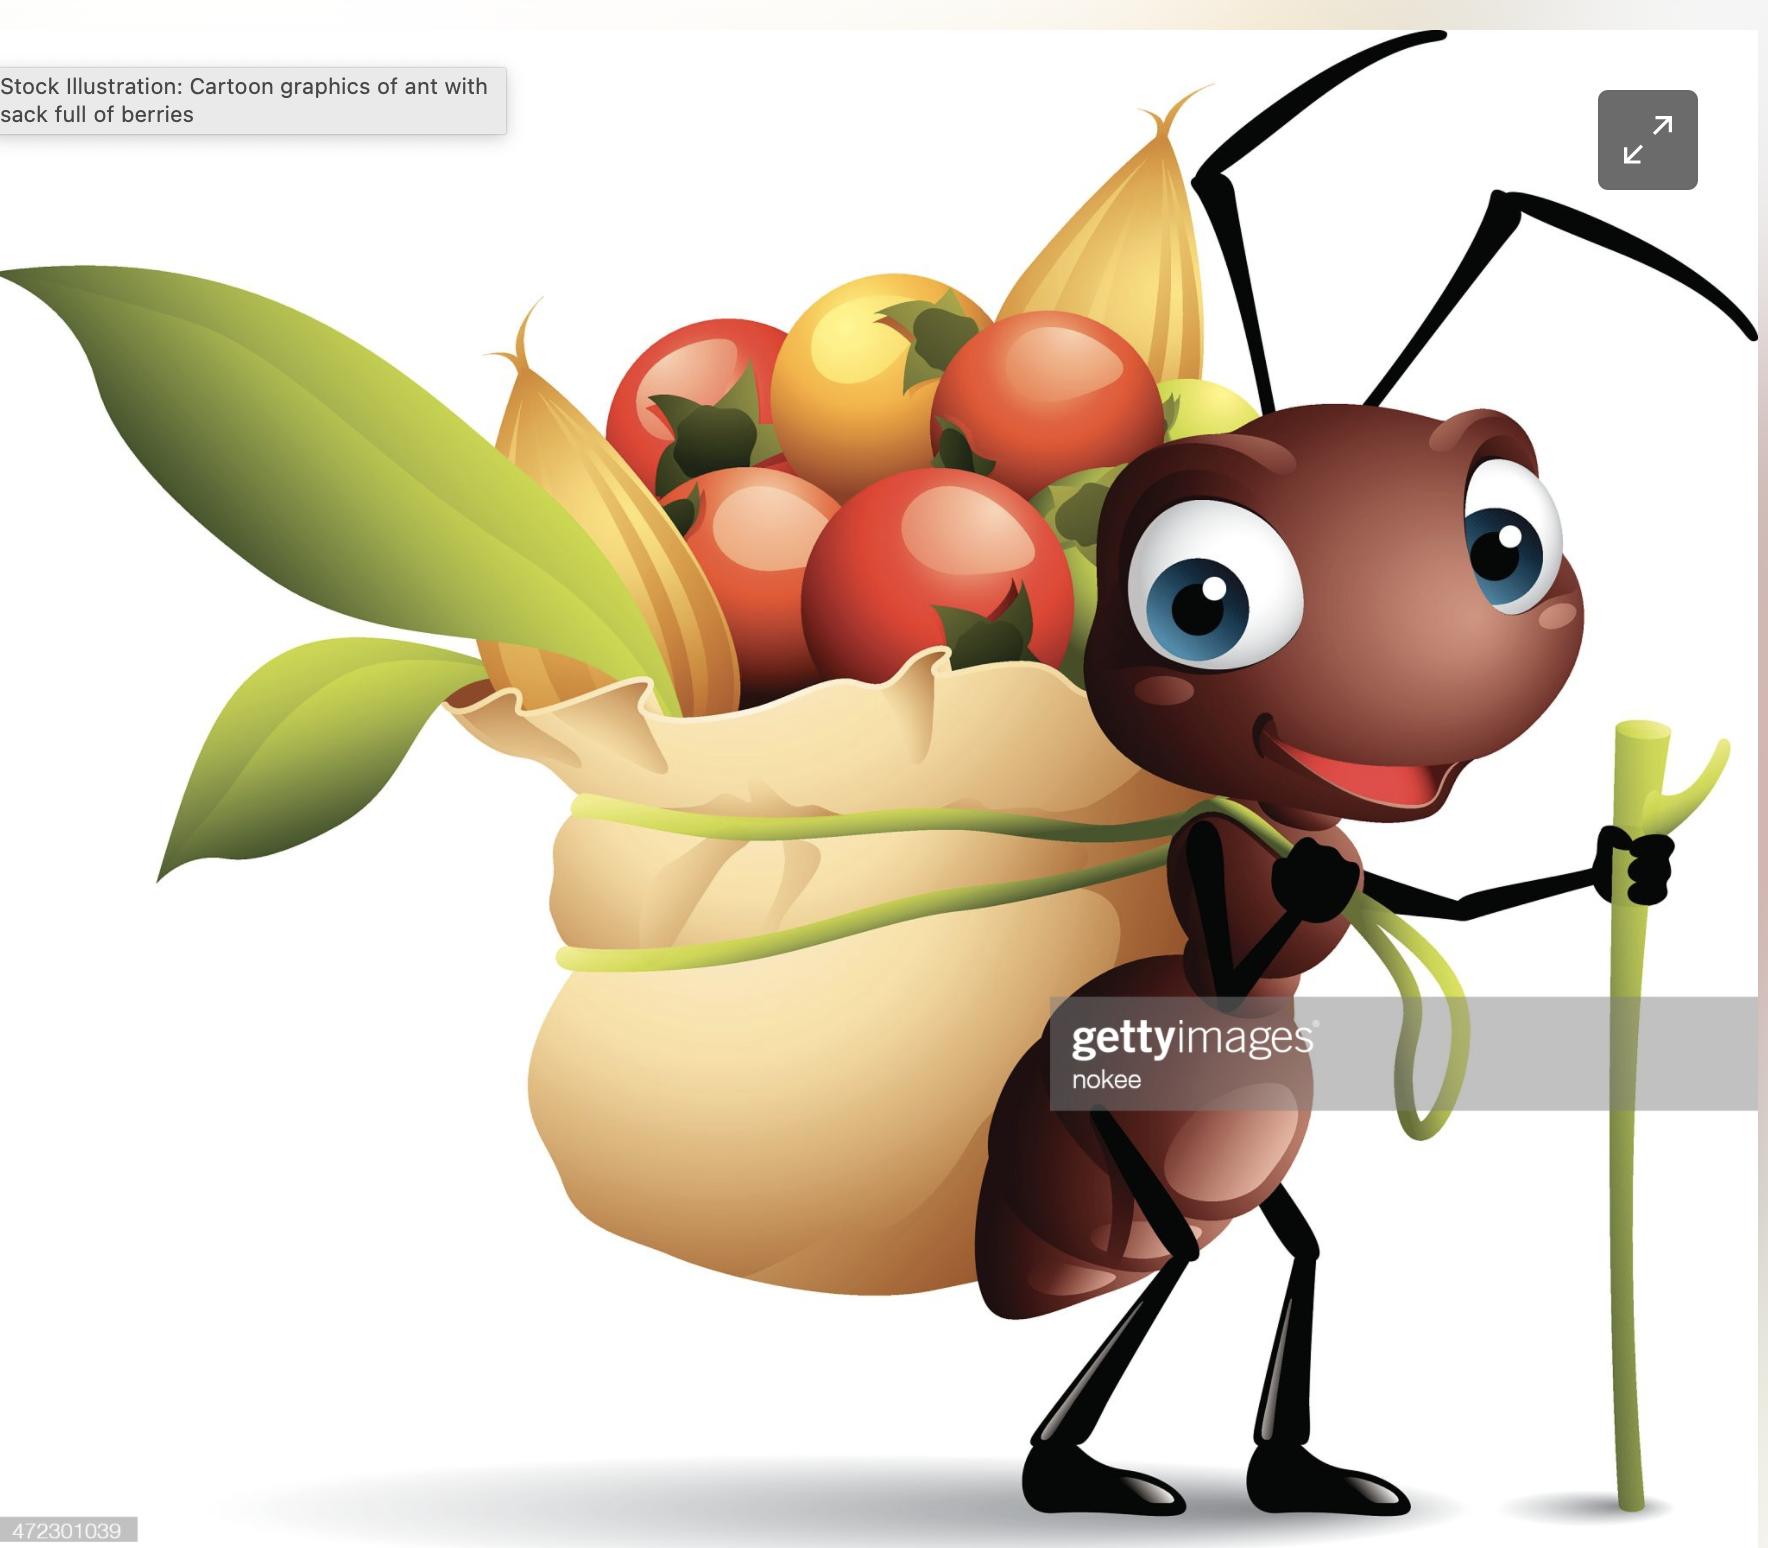 Stock Illustration: Cartoon graphics of ant with
sack full of berries
gettyimages®
nokee
472301039